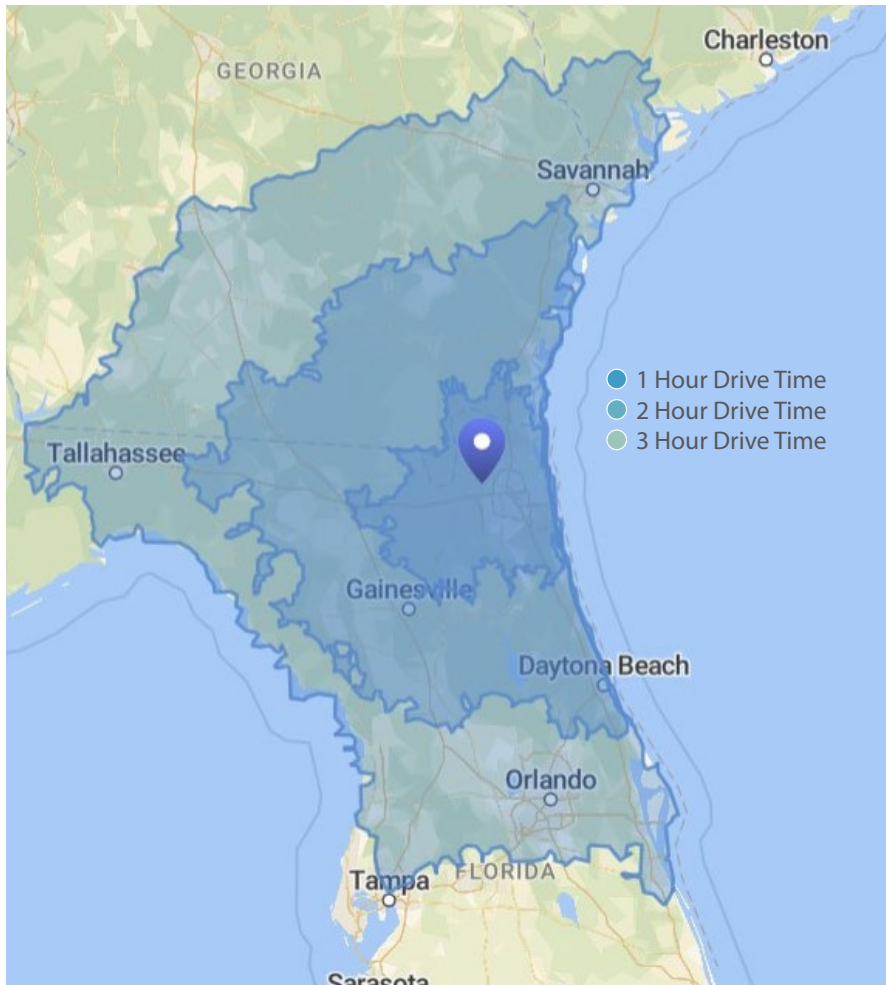 Charleston
GEORGIA
Savannah
1 Hour Drive Time
2 Hour Drive Time
3 Hour Drive Time
Tallahassee
Gainesville
Daytona Beach
Orlando
FLORIDA
Tampa
Sarasota